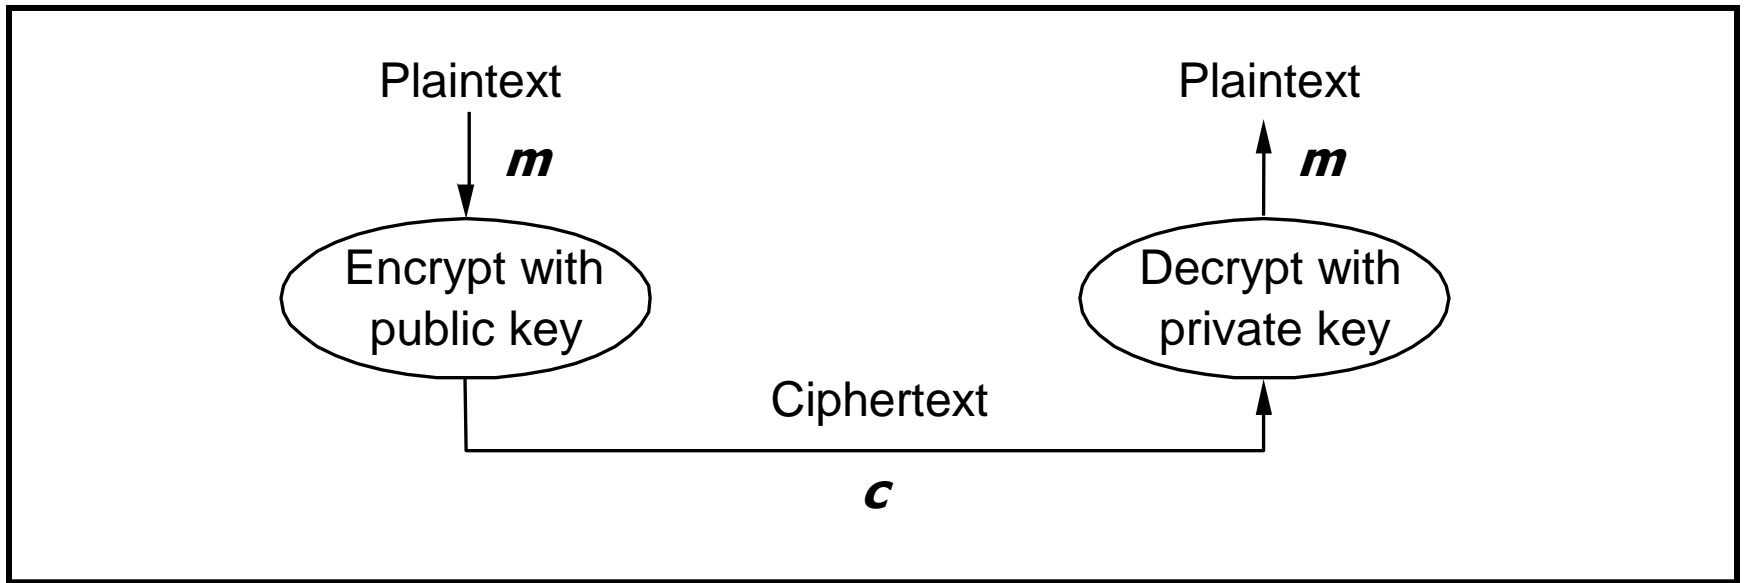 Plaintext
m
Encrypt with
public key
Ciphertext
c
Plaintext
m
Decrypt with
private key